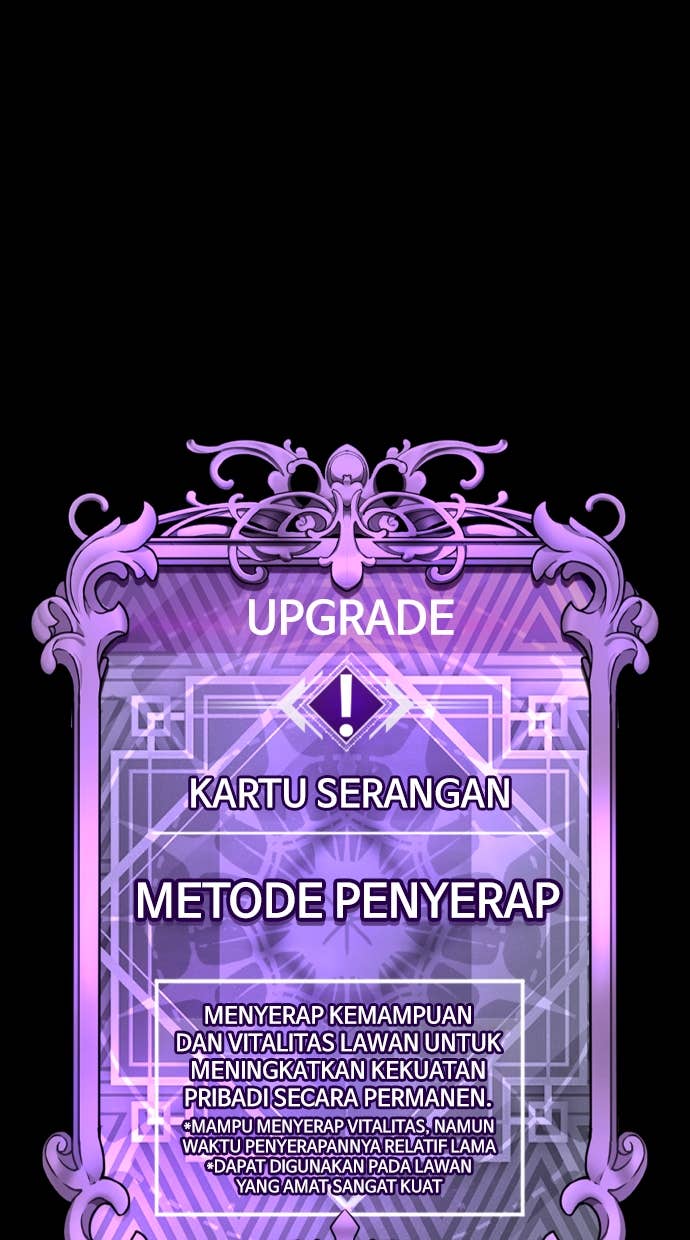 UPGRADE
!
KARTU SERANGAN
METODE PENYERAP
MENYERAP KEMAMPUAN
DAN VITALITAS LAWAN UNTUK
MENINGKATKAN KEKUATAN
PRIBADI SECARA PERMANEN.
*MAMPU MENYERAP VITALITAS, NAMUN
WAKTU PENYERAPANNYA RELATIF LAMA
*DAPAT DIGUNAKAN PADA LAWAN
YANG AMAT SANGAT KUAT